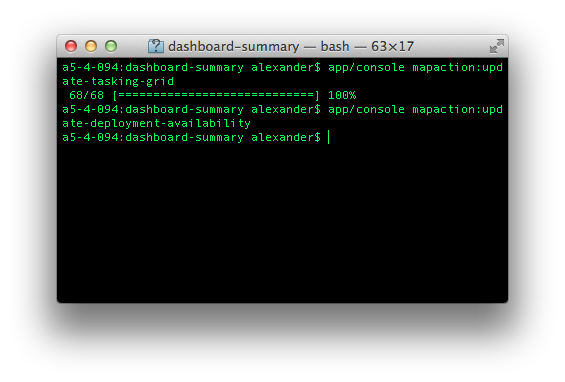 dashboard-summary — bash — 63×17
a5-4-094:dashboard-summary alexander$ app/console mapaction:upd
ate-tasking-grid
 68/68 [============================] 100%
a5-4-094:dashboard-summary alexander$ app/console mapaction:upd
ate-deployment-availability
a5-4-094:dashboard-summary alexander$